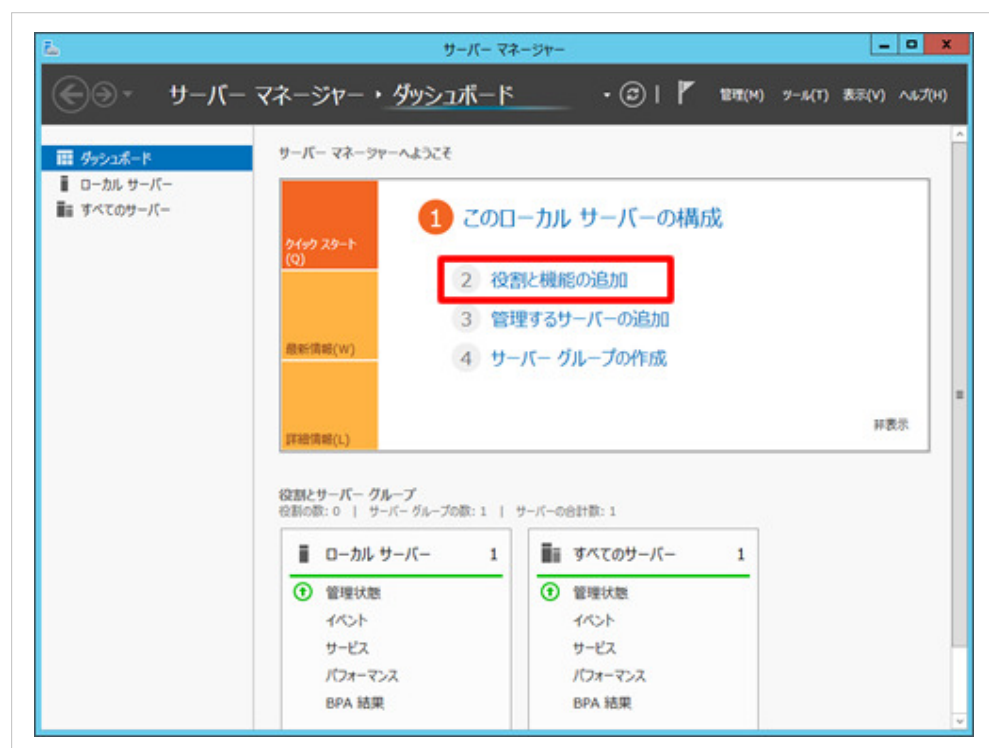 サーバー マネージャー
サーバー マネージャー ・ ダッシュボード
管理(M) ツール(T) 表示(V) ヘルプ(H)
ダッシュボード
ローカル サーバー
すべてのサーバー
サーバー マネージャーへようこそ
クイック スタート
(Q)
最新情報(W)
詳細情報(L)
1 このローカル サーバーの構成
2 役割と機能の追加
3 管理するサーバーの追加
4 サーバー グループの作成
非表示
役割とサーバー グループ
役割の数: 0 | サーバー グループの数: 1 | サーバーの合計数: 1
ローカル サーバー 1
管理状態
イベント
サービス
パフォーマンス
BPA 結果
すべてのサーバー 1
管理状態
イベント
サービス
パフォーマンス
BPA 結果